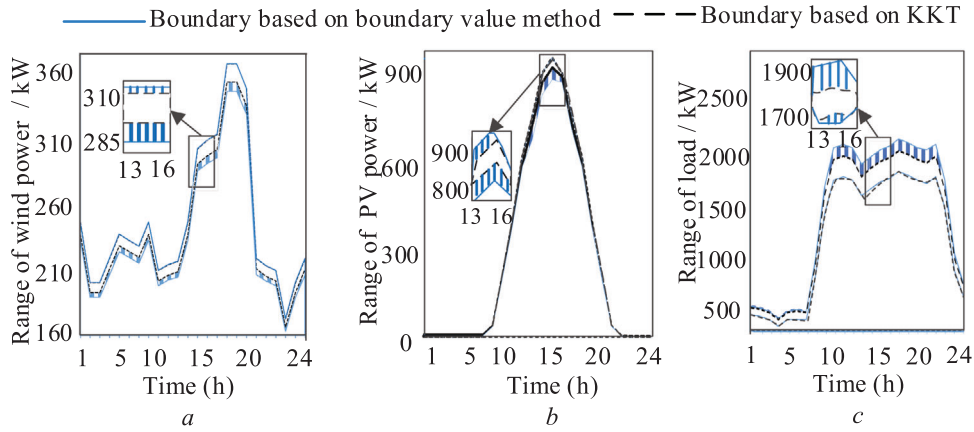 Boundary based on boundary value method
Boundary based on KKT
Range of wind power / kW
360
310
260
210
160
310
285
13 16
1 5 10 15 20 24
Time (h)
a
Range of PV power / kW
900
600
300
0
900
800
13 16
1 5 10 15 20 24
Time (h)
b
Range of load / kW
2500
2000
1500
1000
500
1900
1700
13 16
1 5 10 15 20 24
Time (h)
c